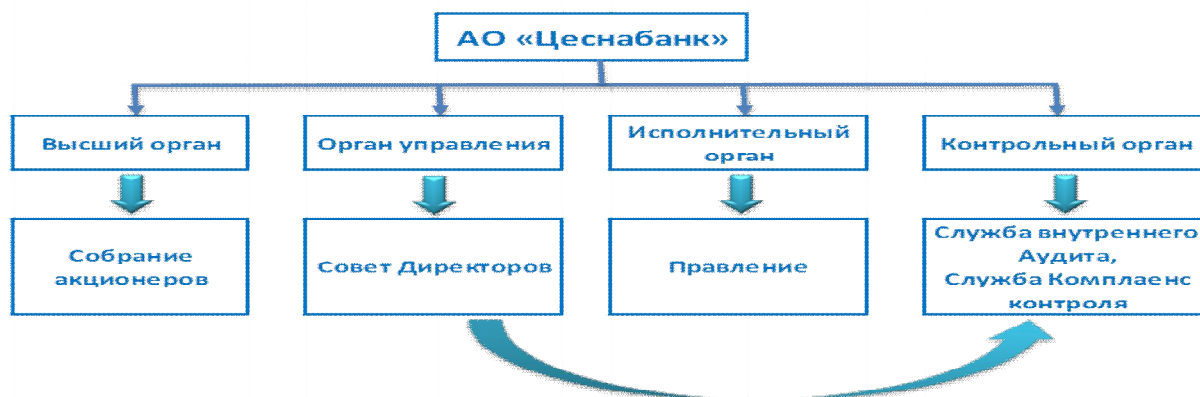 АО «Цеснабанк»
Высший орган
Орган управления
Исполнительный
орган
Контрольный орган
Собрание
акционеров
Совет Директоров
Правление
Служба внутреннего
Аудита,
Служба Комплаенс
контроля